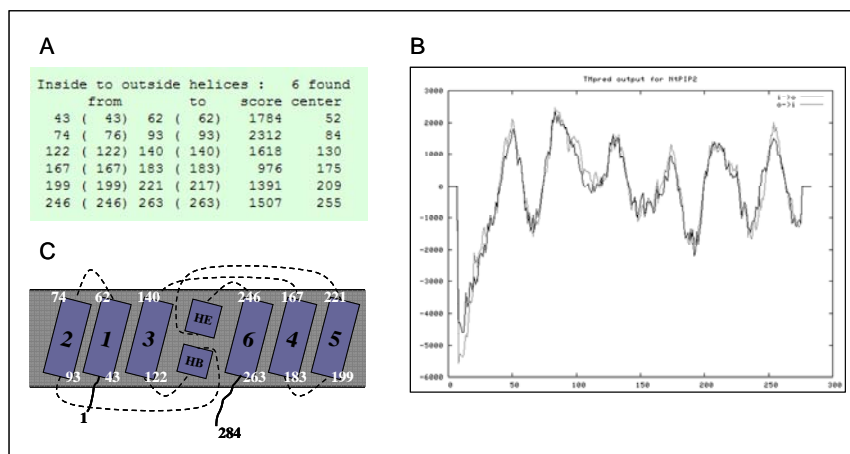 A
Inside to outside helices :   6 found
from   to   score center
43 ( 43)  62 ( 62)  1784  52
74 ( 76)  93 ( 93)  2312  84
122 ( 122) 140 ( 140)  1618  130
167 ( 167) 183 ( 183)  976  175
199 ( 199) 221 ( 217)  1391  209
246 ( 246) 263 ( 263)  1507  255
B
TMpred output for MtPIP2
i->o
o->i
3000
2000
1000
0
-1000
-2000
-3000
-4000
-5000
-6000
0 50 100 150 200 250 300
C
74 62 140 246 167 221
HE
2 1 3 6 4 5
HB
93 43 122 263 183 199
1
284